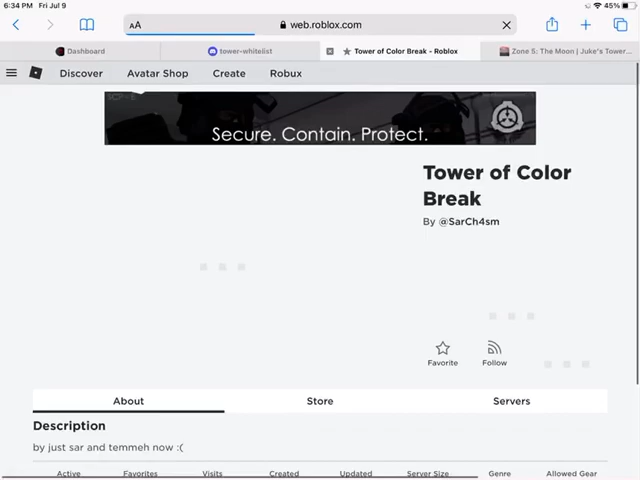 6:34 PM Fri Jul 9
45%
AA
web.roblox.com
Dashboard
tower-whitelist
Tower of Color Break - Roblox
Zone 5: The Moon | Juke's Tower...
Discover
Avatar Shop
Create
Robux
SCP-E
Secure. Contain. Protect.
Tower of Color
Break
By @SarCh4sm
Favorite
Follow
About
Store
Servers
Description
by just sar and temmeh now :(
Active
Favorites
Visits
Created
Updated
Server Size
Genre
Allowed Gear